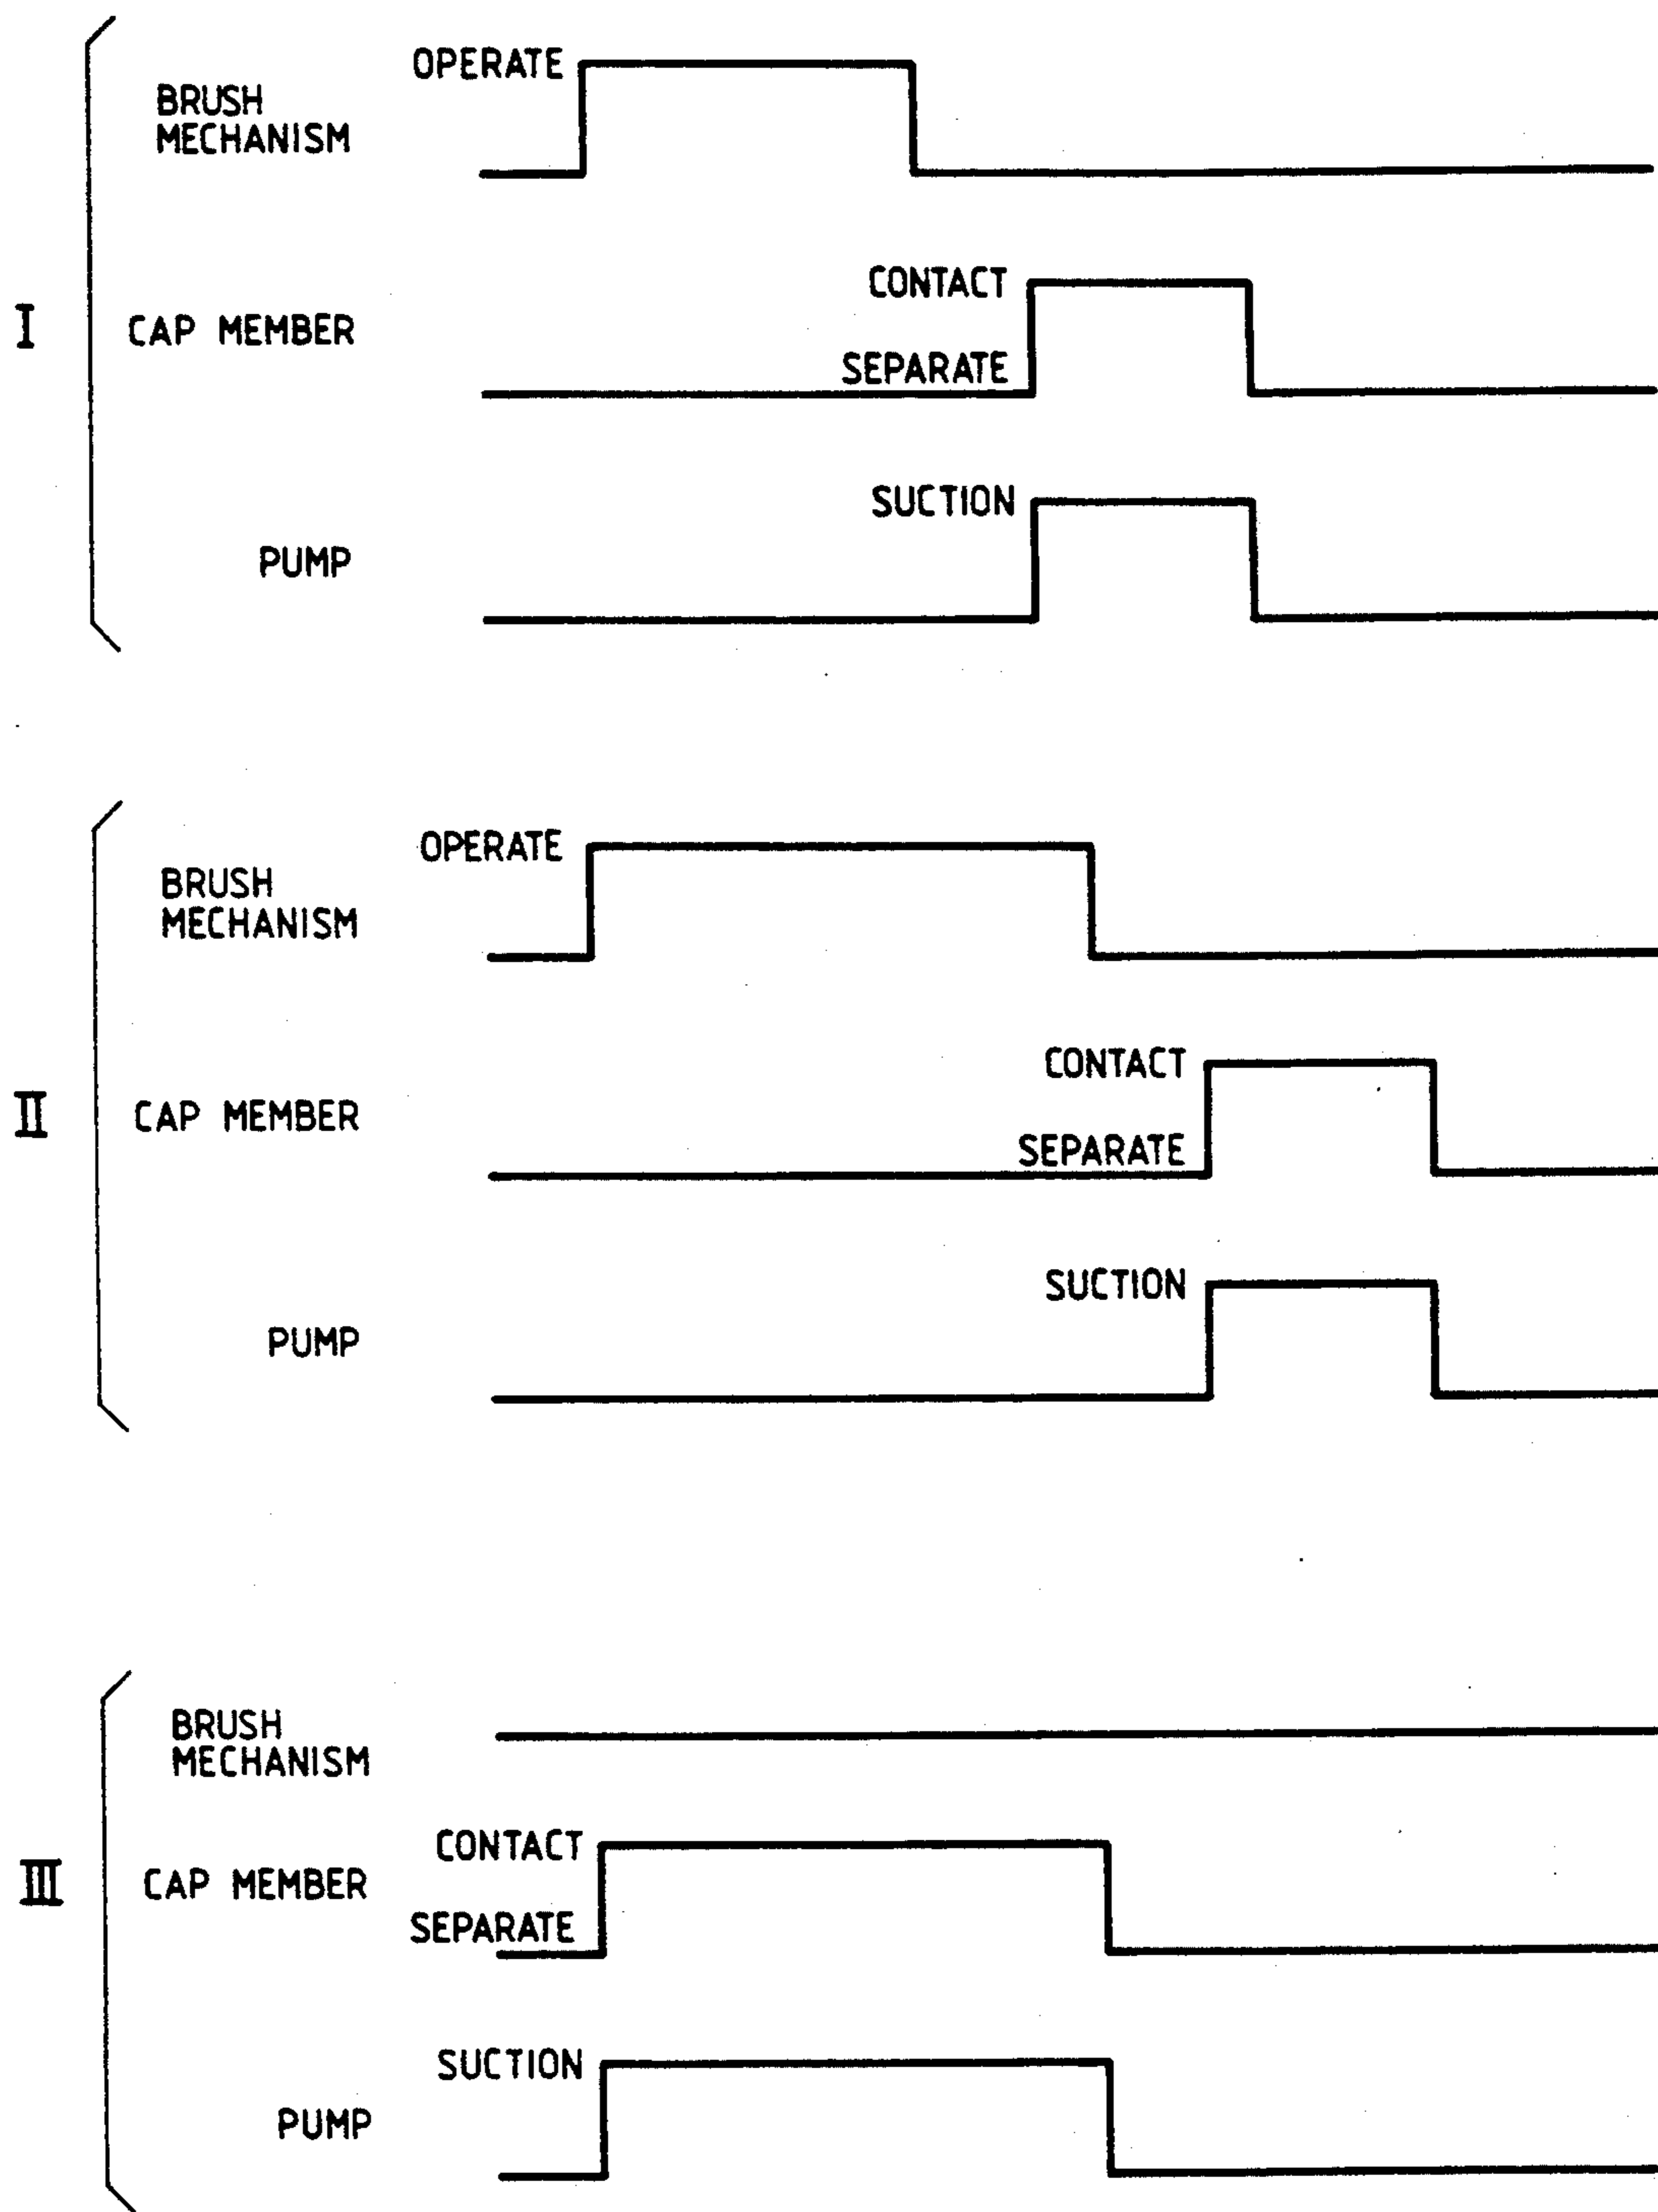 OPERATE
BRUSH
MECHANISM
CONTACT
I
CAP MEMBER
SEPARATE
SUCTION
PUMP
OPERATE
BRUSH
MECHANISM
CONTACT
II
CAP MEMBER
SEPARATE
SUCTION
PUMP
BRUSH
MECHANISM
CONTACT
III
CAP MEMBER
SEPARATE
SUCTION
PUMP